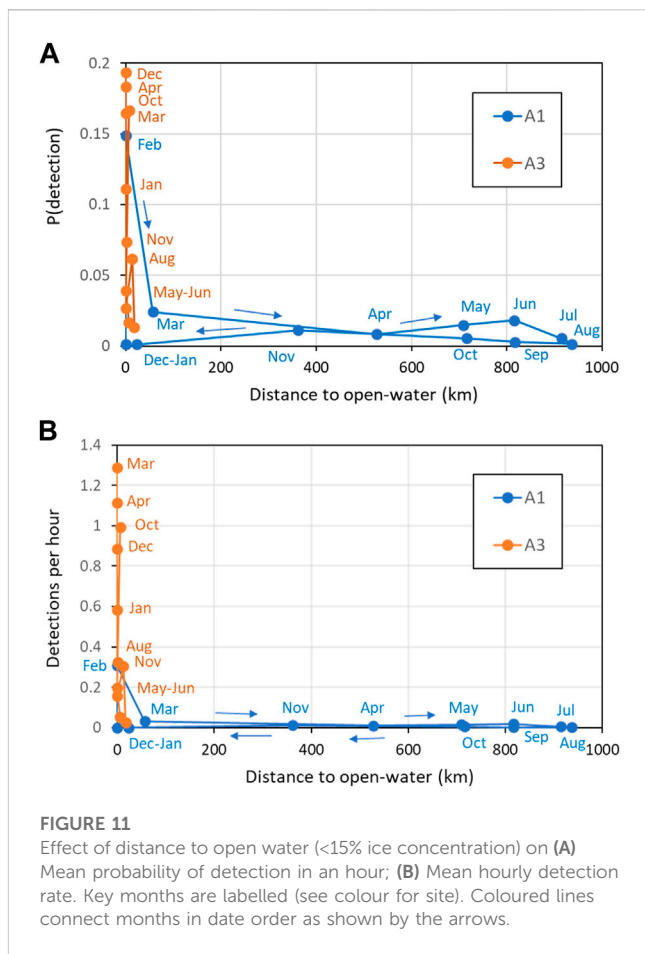 A
0.2
Dec
Apr
Oct
Mar
Feb
0.15
Jan
0.1
Nov
Aug
May-Jun
0.05
Mar
Apr
May
Jun
Jul
Aug
0
Dec-Jan
Nov
Oct
Sep
P(detection)
A1
A3
0 200 400 600 800 1000
Distance to open-water (km)
B
1.4
Mar
1.2
Apr
1
Oct
Dec
0.8
0.6
Jan
0.4
Aug
Feb
Nov
0.2
May-Jun
Mar
Nov
Apr
May
Jun
Jul
0
Dec-Jan
Oct
Sep
Aug
Detections per hour
A1
A3
0 200 400 600 800 1000
Distance to open-water (km)
FIGURE 11
Effect of distance to open water (<15% ice concentration) on (A)
Mean probability of detection in an hour; (B) Mean hourly detection
rate. Key months are labelled (see colour for site). Coloured lines
connect months in date order as shown by the arrows.